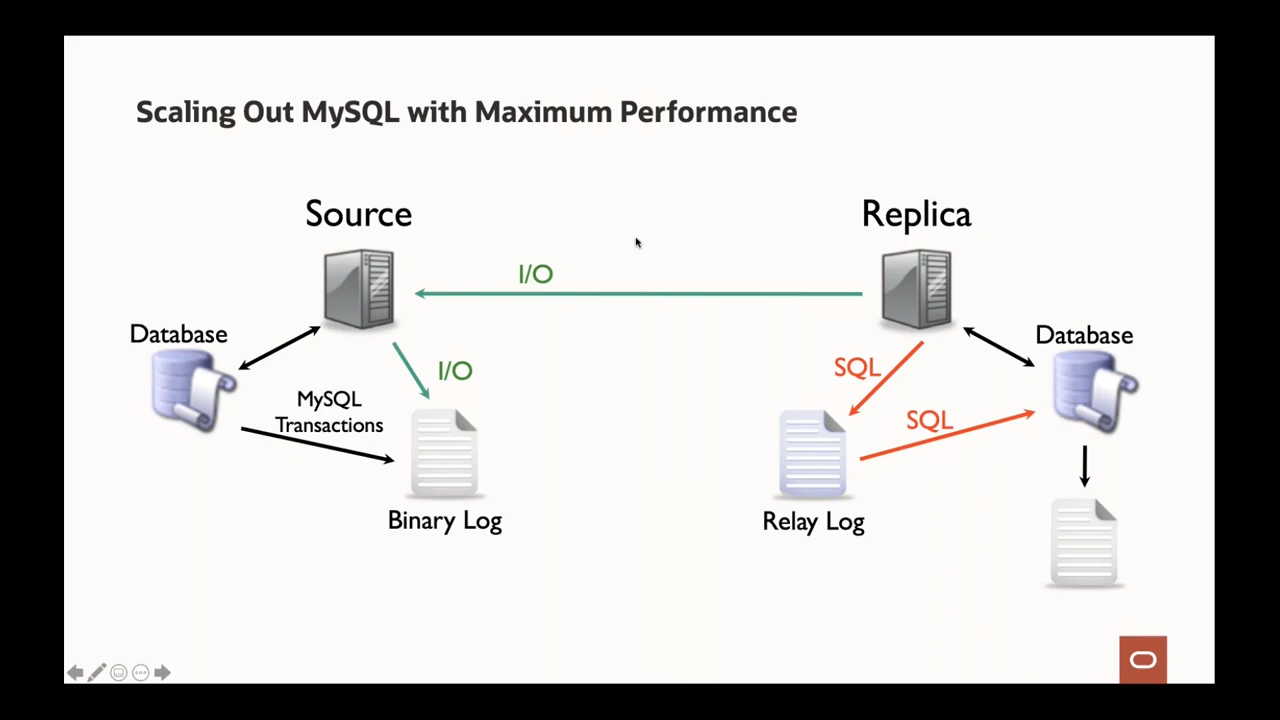 Scaling Out MySQL with Maximum Performance
Source
Replica
I/O
Database
Database
I/O
SQL
MySQL
Transactions
SQL
Binary Log
Relay Log